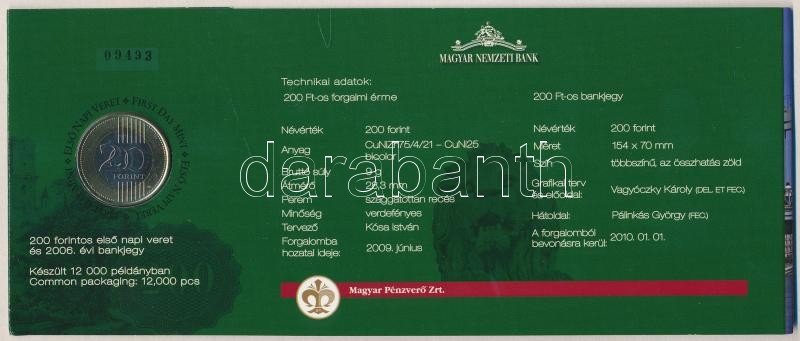 09493
MAGYAR NEMZETI BANK
ELSŐ NAPI VERET ✦ FIRST DAY MINT ✦
200
FORINT
200 forintos első napi veret
és 2006. évi bankjegy
Készült 12 000 példányban
Common packaging: 12,000 pcs
Technikai adatok:
200 Ft-os forgalmi érme
Névérték 200 forint
Anyag CuNiZn75/4/21 – CuNi25
bicolor
Bruttó súly 9 g
Átmérő 28,3 mm
Perem szaggatottan recés
Minőség verdefényes
Tervező Kósa István
Forgalomba
hozatal ideje: 2009. június
200 Ft-os bankjegy
Névérték 200 forint
Méret 154 x 70 mm
Szín többszínű, az összhatás zöld
Grafikai terv
és előoldal: Vagyóczky Károly (DEL. ET FEC.)
Hátoldal: Pálinkás György (FEC.)
A forgalomból
bevonásra kerül: 2010. 01. 01.
Magyar Pénzverő Zrt.
darabanth